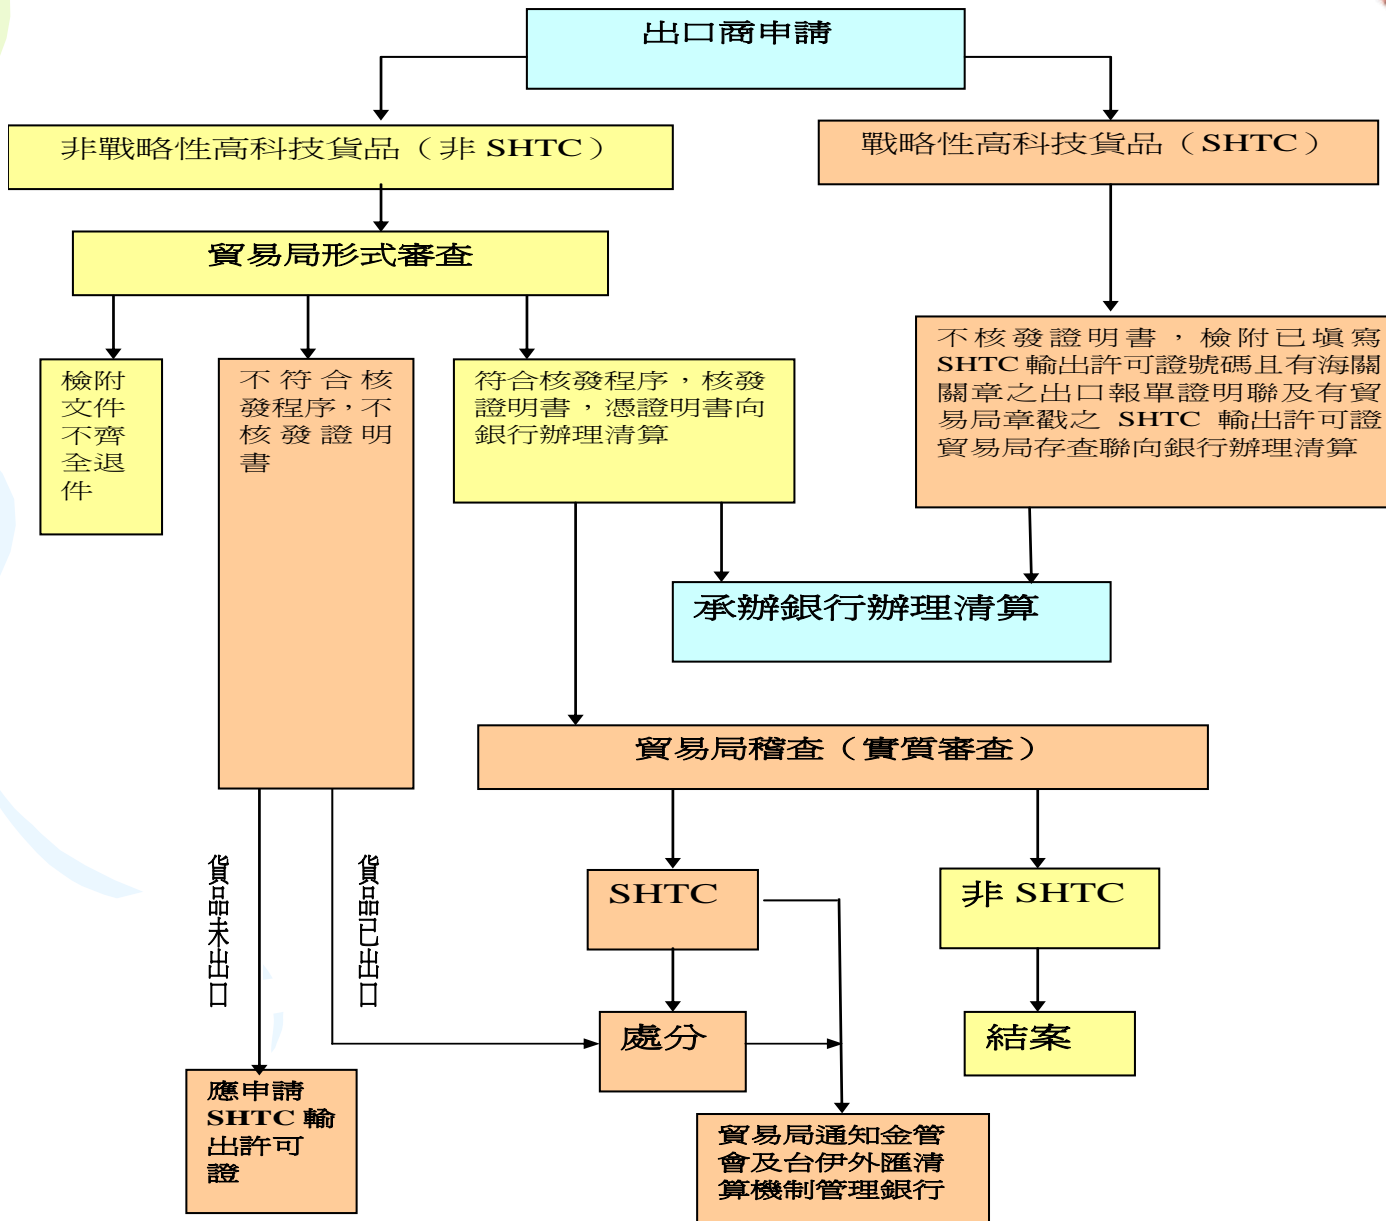 出口商申請
非戰略性高科技貨品（非 SHTC）
戰略性高科技貨品（SHTC）
貿易局形式審查
檢附
文件
不齊
全退
件
不符合核
發程序，不
核發證明
書
符合核發程序，核發
證明書，憑證明書向
銀行辦理清算
不核發證明書，檢附已填寫
SHTC 輸出許可證號碼且有海關
關章之出口報單證明聯及有貿
易局章戳之 SHTC 輸出許可證
貿易局存查聯向銀行辦理清算
承辦銀行辦理清算
貿易局稽查（實質審查）
貨品未出口
貨品已出口
SHTC
非 SHTC
處分
結案
應申請
SHTC 輸
出許可
證
貿易局通知金管
會及台伊外匯清
算機制管理銀行